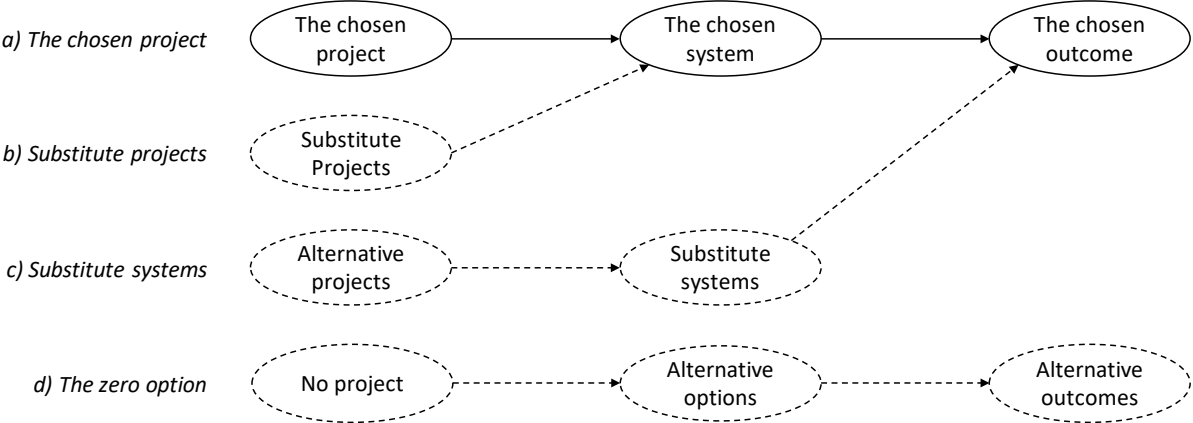 a) The chosen project
The chosen
project
The chosen
system
The chosen
outcome
b) Substitute projects
Substitute
Projects
c) Substitute systems
Alternative
projects
Substitute
systems
d) The zero option
No project
Alternative
options
Alternative
outcomes